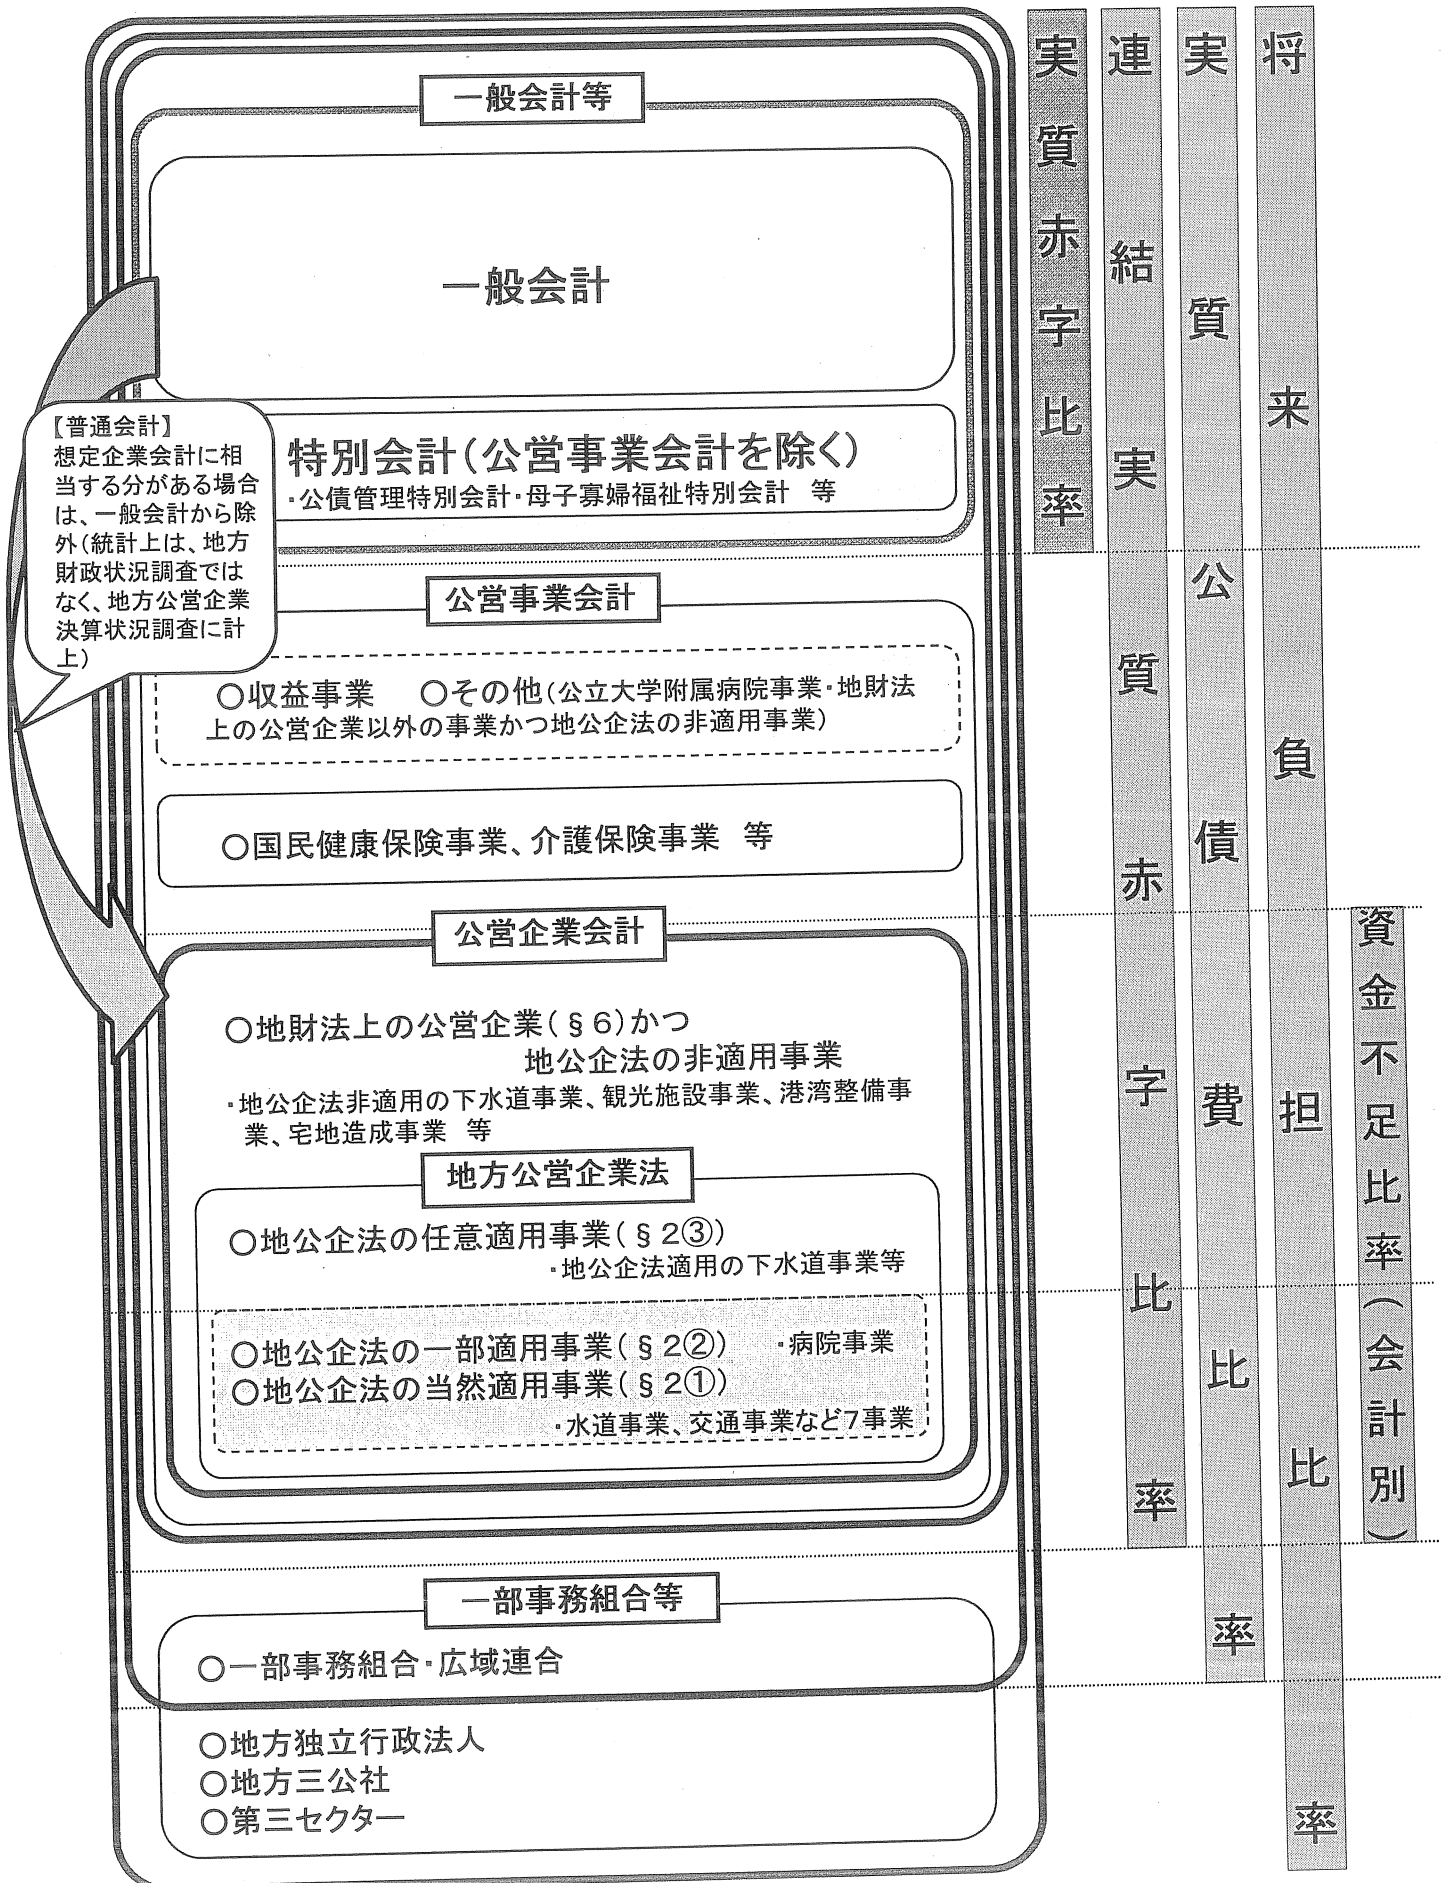 一般会計等
一般会計
特別会計(公営事業会計を除く)
・公債管理特別会計・母子寡婦福祉特別会計 等
【普通会計】
想定企業会計に相
当する分がある場合
は、一般会計から除
外(統計上は、地方
財政状況調査では
なく、地方公営企業
決算状況調査に計
上)
公営事業会計
○収益事業 ○その他(公立大学附属病院事業・地財法
上の公営企業以外の事業かつ地公企法の非適用事業)
○国民健康保険事業、介護保険事業 等
公営企業会計
○地財法上の公営企業(§6)かつ
地公企法の非適用事業
・地公企法非適用の下水道事業、観光施設事業、港湾整備事
業、宅地造成事業 等
地方公営企業法
○地公企法の任意適用事業(§2③)
・地公企法適用の下水道事業等
○地公企法の一部適用事業(§2②) ・病院事業
○地公企法の当然適用事業(§2①)
・水道事業、交通事業など7事業
一部事務組合等
○一部事務組合・広域連合
○地方独立行政法人
○地方三公社
○第三セクター
実質赤字比率
連結実質赤字比率
実質公債費比率
将来負担比率
資金不足比率(会計別)